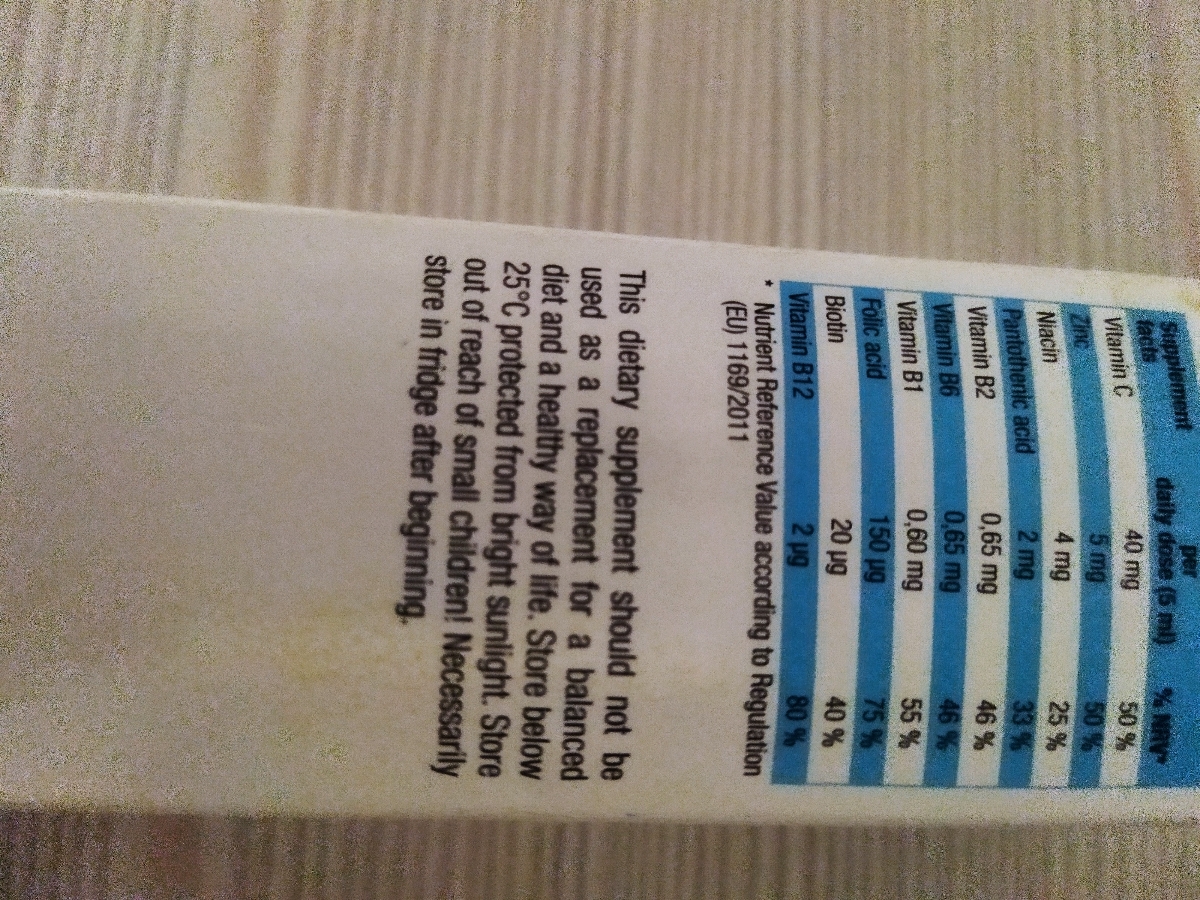 Supplement facts per daily dose (5 ml) % NRV*
Vitamin C 40 mg 50 %
Zinc 5 mg 50 %
Niacin 4 mg 25 %
Pantothenic acid 2 mg 33 %
Vitamin B2 0,65 mg 46 %
Vitamin B6 0,65 mg 46 %
Vitamin B1 0,60 mg 55 %
Folic acid 150 µg 75 %
Biotin 20 µg 40 %
Vitamin B12 2 µg 80 %
* Nutrient Reference Value according to Regulation
(EU) 1169/2011
This dietary supplement should not be
used as a replacement for a balanced
diet and a healthy way of life. Store below
25°C protected from bright sunlight. Store
out of reach of small children! Necessarily
store in fridge after beginning.